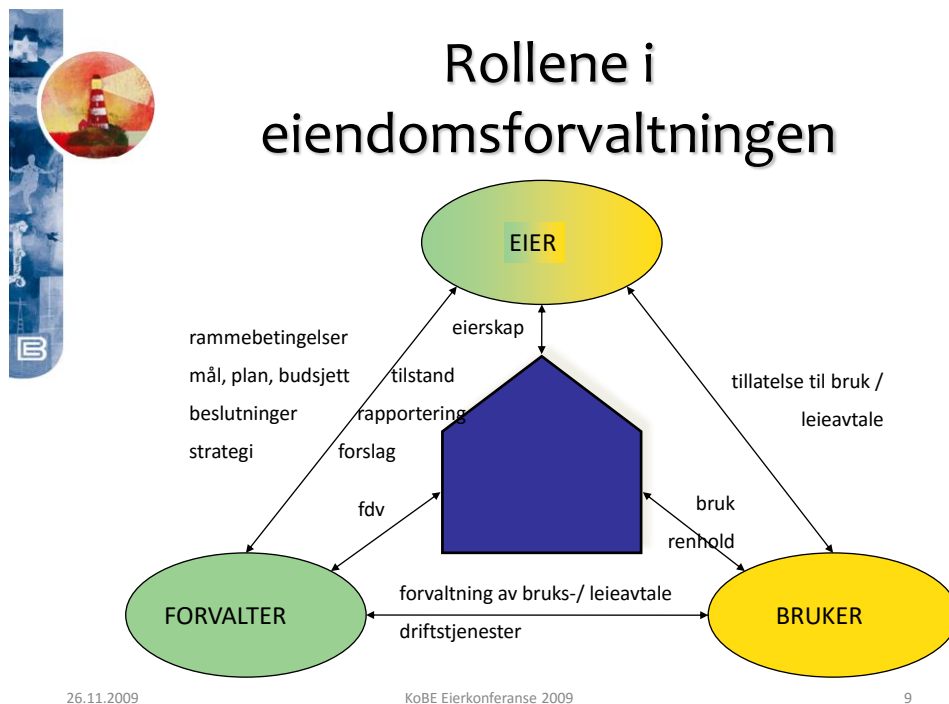 Rollene i
eiendomsforvaltningen
EIER
eierskap
rammebetingelser
mål, plan, budsjett
beslutninger
strategi
tilstand
rapportering
forslag
tillatelse til bruk /
leieavtale
fdv
bruk
renhold
FORVALTER
forvaltning av bruks-/ leieavtale
driftstjenester
BRUKER
26.11.2009
KoBE Eierkonferanse 2009
9